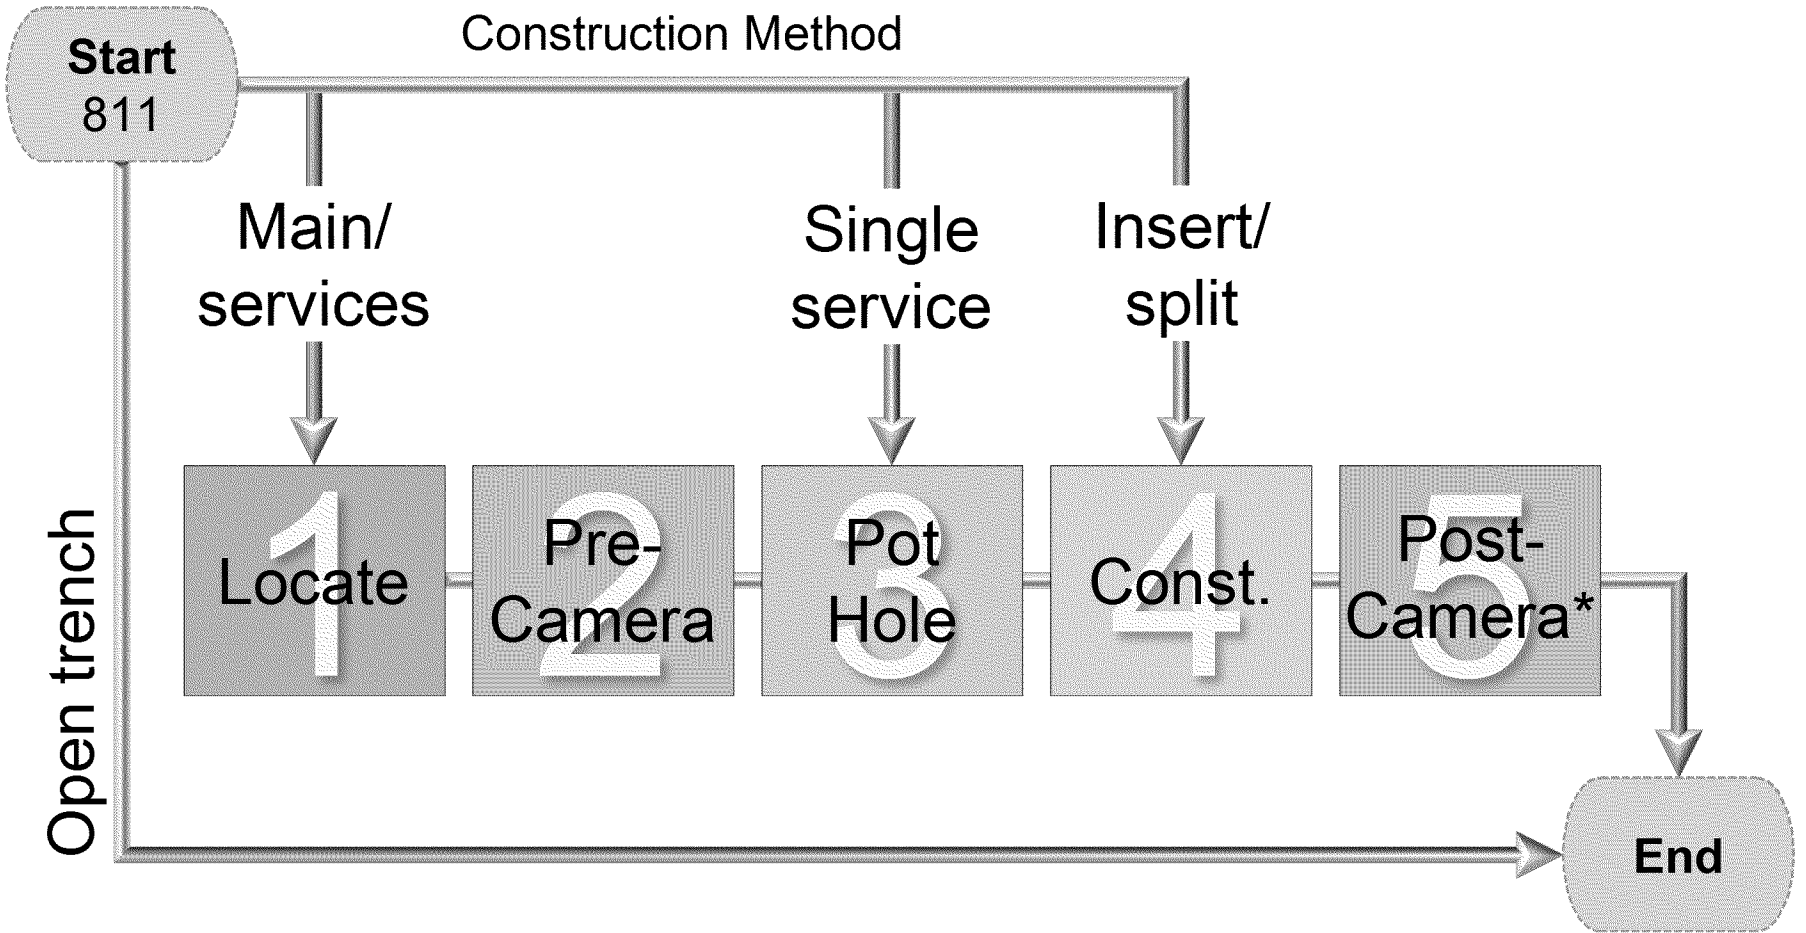 Start
811
Construction Method
Main/
services
Single
service
Insert/
split
Open trench
1
Locate
2
Pre-
Camera
3
Pot
Hole
4
Const.
5
Post-
Camera*
End